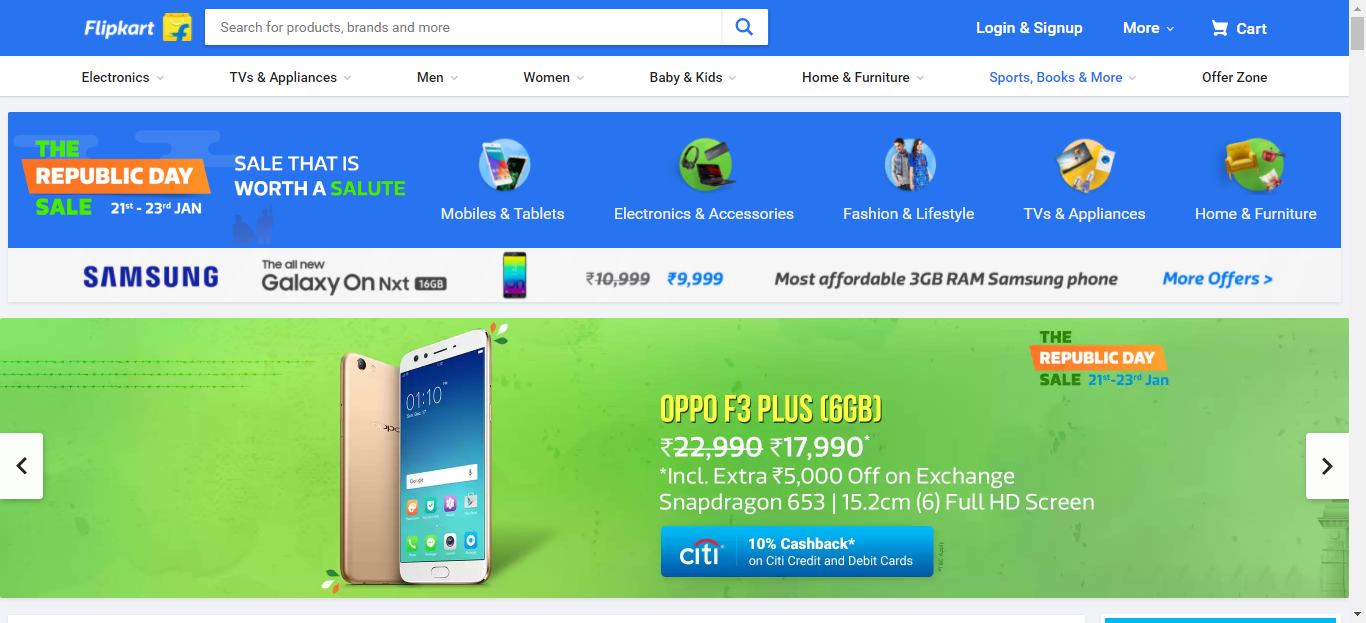 Flipkart
Search for products, brands and more
Login & Signup
More
Cart
Electronics
TVs & Appliances
Men
Women
Baby & Kids
Home & Furniture
Sports, Books & More
Offer Zone
THE
REPUBLIC DAY
SALE 21st - 23rd JAN
SALE THAT IS
WORTH A SALUTE
Mobiles & Tablets
Electronics & Accessories
Fashion & Lifestyle
TVs & Appliances
Home & Furniture
SAMSUNG
The all new
Galaxy On Nxt 16GB
₹10,999 ₹9,999
Most affordable 3GB RAM Samsung phone
More Offers >
THE
REPUBLIC DAY
SALE 21st-23rd Jan
oppo
01:10
Google
OPPO F3 PLUS (6GB)
₹22,990 ₹17,990*
*Incl. Extra ₹5,000 Off on Exchange
Snapdragon 653 | 15.2cm (6) Full HD Screen
citi
10% Cashback*
on Citi Credit and Debit Cards